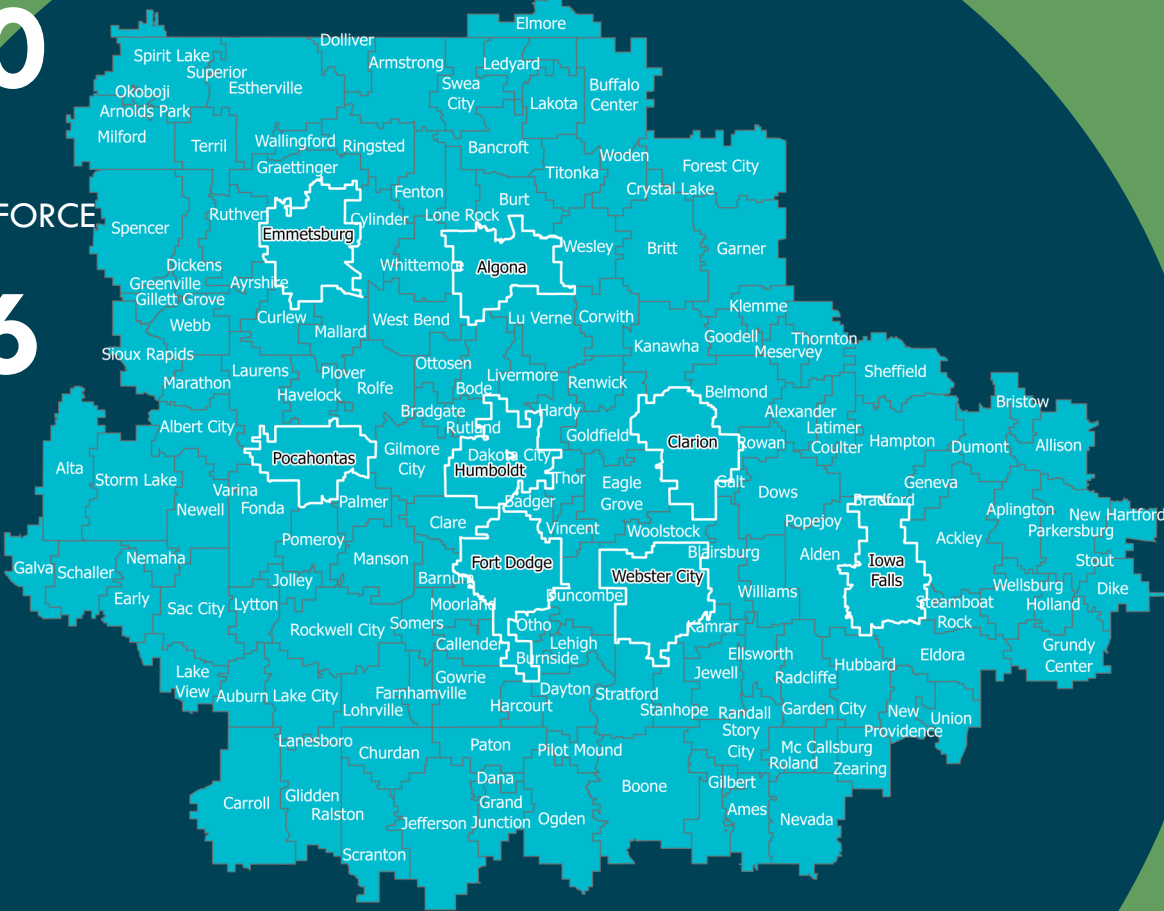 0
FORCE
6
Elmore
Dolliver
Spirit Lake
Armstrong
Ledyard
Superior
Estherville
Swea
City
Buffalo
Center
Okoboji
Lakota
Arnolds Park
Milford
Terril
Wallingford
Ringsted
Bancroft
Woden
Graettinger
Titonka
Forest City
Crystal Lake
Fenton
Burt
Ruthven
Cylinder
Lone Rock
Spencer
Emmetsburg
Wesley
Britt
Garner
Dickens
Whittemore
Algona
Greenville
Ayrshire
Gillett Grove
Klemme
Curlew
West Bend
Lu Verne
Corwith
Webb
Mallard
Goodell
Thornton
Kanawha
Meservey
Sioux Rapids
Ottosen
Sheffield
Laurens
Plover
Livermore
Marathon
Rolfe
Bode
Renwick
Havelock
Belmond
Bristow
Bradgate
Hardy
Alexander
Albert City
Rutland
Latimer
Goldfield
Clarion
Rowan
Hampton
Coulter
Dumont
Allison
Gilmore
City
Dakota City
Pocahontas
Alta
Humboldt
Storm Lake
Thor
Eagle
Grove
Galt
Geneva
Varina
Dows
Newell
Fonda
Palmer
Badger
Bradford
Aplington
New Hartford
Clare
Vincent
Woolstock
Popejoy
Parkersburg
Pomeroy
Ackley
Nemaha
Manson
Fort Dodge
Blairsburg
Alden
Iowa
Falls
Stout
Galva
Schaller
Jolley
Barnum
Webster City
Wellsburg
Dike
Early
Duncombe
Williams
Sac City
Lytton
Moorland
Steamboat
Rock
Holland
Rockwell City
Somers
Otho
Kamrar
Callender
Lehigh
Grundy
Center
Burnside
Ellsworth
Eldora
Lake
View
Hubbard
Gowrie
Jewell
Radcliffe
Auburn
Lake City
Farnhamville
Dayton
Stratford
Lohrville
Harcourt
Stanhope
Randall
Garden City
New
Providence
Union
Story
City
Lanesboro
Churdan
Paton
Pilot Mound
Mc Callsburg
Roland
Zearing
Dana
Boone
Gilbert
Glidden
Carroll
Grand
Junction
Ralston
Ames
Jefferson
Ogden
Nevada
Scranton